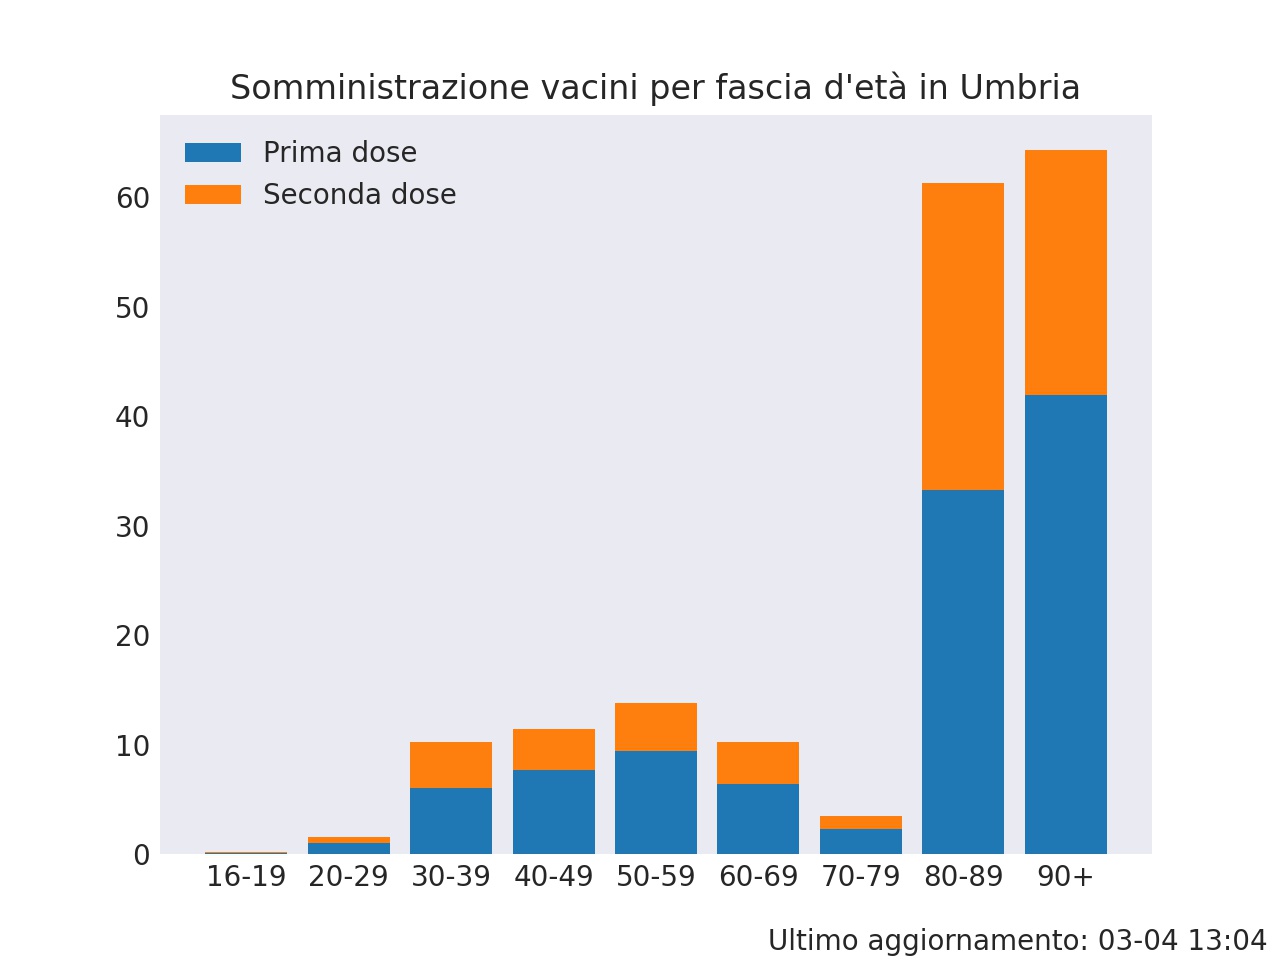 Somministrazione vacini per fascia d'età in Umbria
Prima dose
Seconda dose
60
50
40
30
20
10
0
16-19 20-29 30-39 40-49 50-59 60-69 70-79 80-89 90+
Ultimo aggiornamento: 03-04 13:04